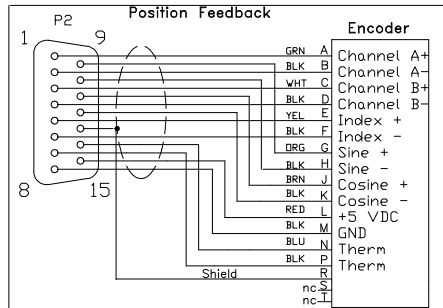 Position Feedback
P2
Encoder
1
9
8
15
GRN A Channel A+
BLK B Channel A-
WHT C Channel B+
BLK D Channel B-
YEL E Index +
BLK F Index -
ORG G Sine +
BLK H Sine -
BRN J Cosine +
BLK K Cosine -
RED L +5 VDC
BLK M GND
BLU N Therm
BLK P Therm
Shield R
nc S
nc T